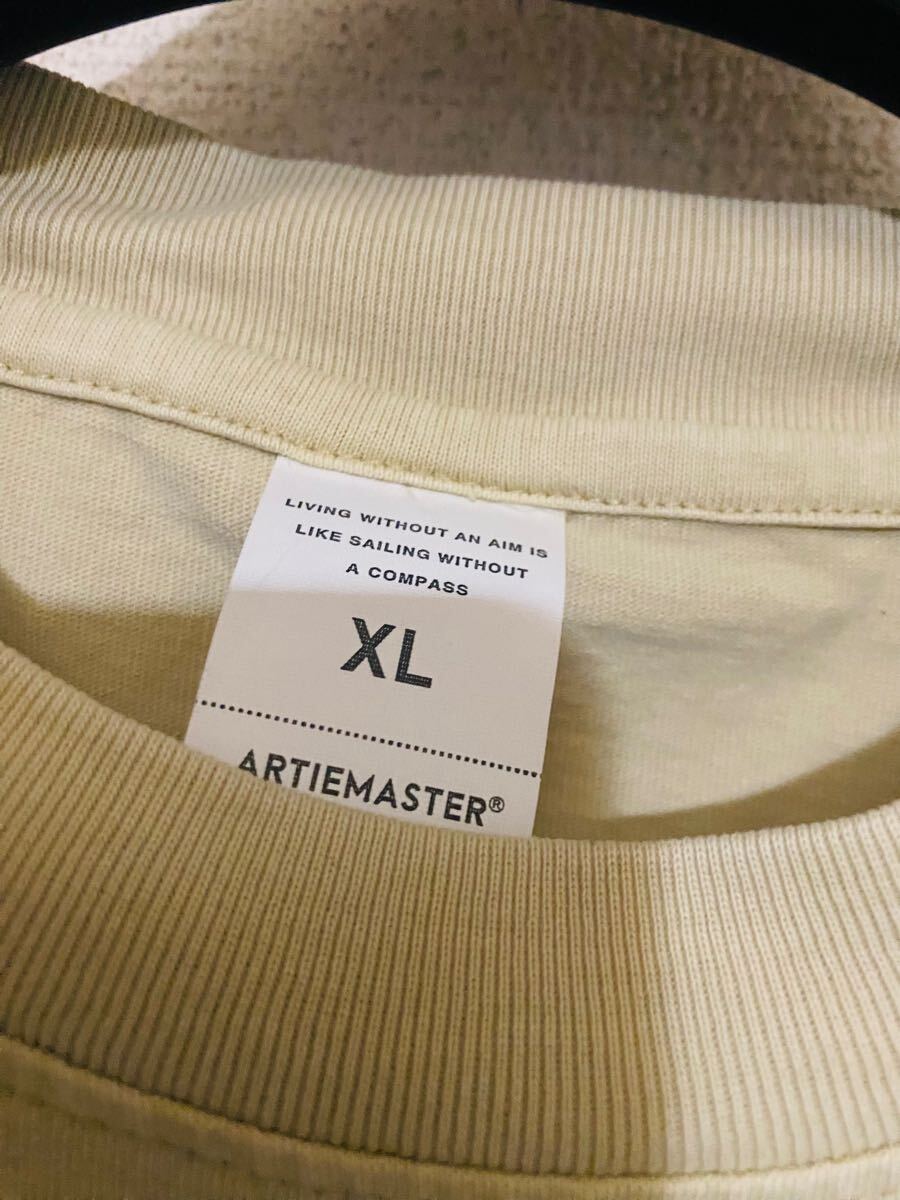 LIVING WITHOUT AN AIM IS
LIKE SAILING WITHOUT
A COMPASS
XL
ARTIEMASTER®